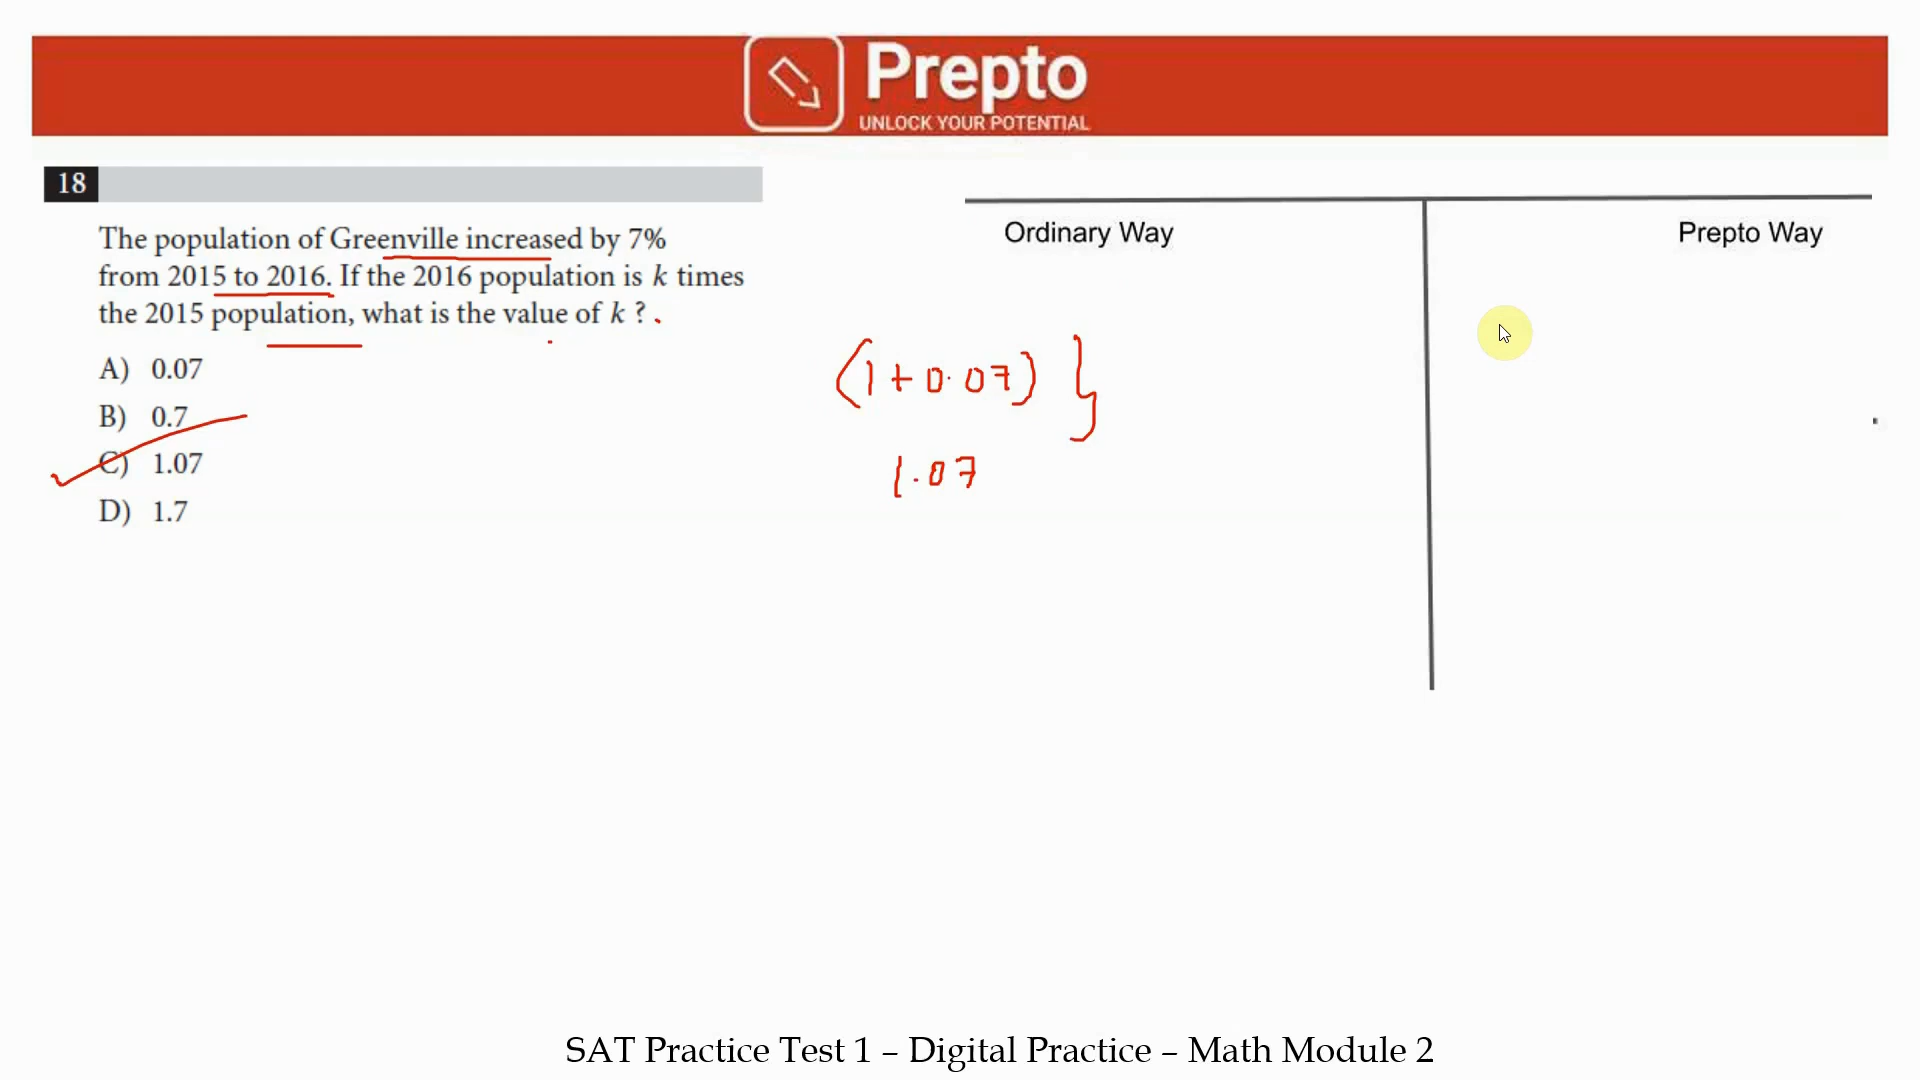 Prepto
UNLOCK YOUR POTENTIAL
18
The population of Greenville increased by 7%
from 2015 to 2016. If the 2016 population is k times
the 2015 population, what is the value of k ?
A) 0.07
B) 0.7
C) 1.07
D) 1.7
(1+0.07)}
1.07
Ordinary Way
Prepto Way
SAT Practice Test 1 – Digital Practice – Math Module 2